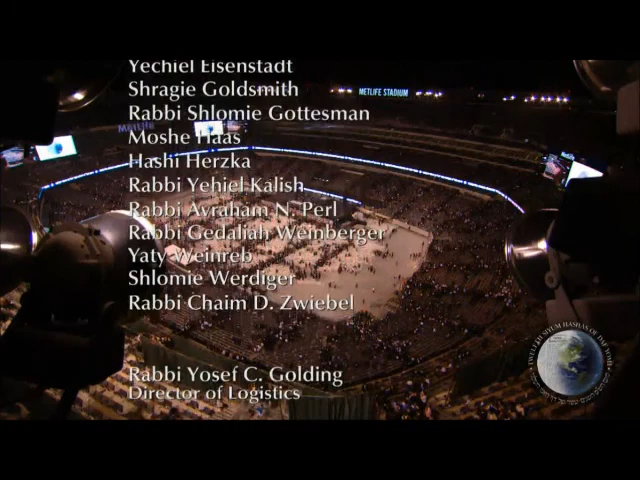 METLIFE STADIUM
MetLife
Yechiel Eisenstadt
Shragie Goldsmith
Rabbi Shlomie Gottesman
Moshe Haas
Hashi Herzka
Rabbi Yehiel Kalish
Rabbi Avraham N. Perl
Rabbi Gedaliah Weinberger
Yaty Weinreb
Shlomie Werdiger
Rabbi Chaim D. Zwiebel
Rabbi Yosef C. Golding
Director of Logistics